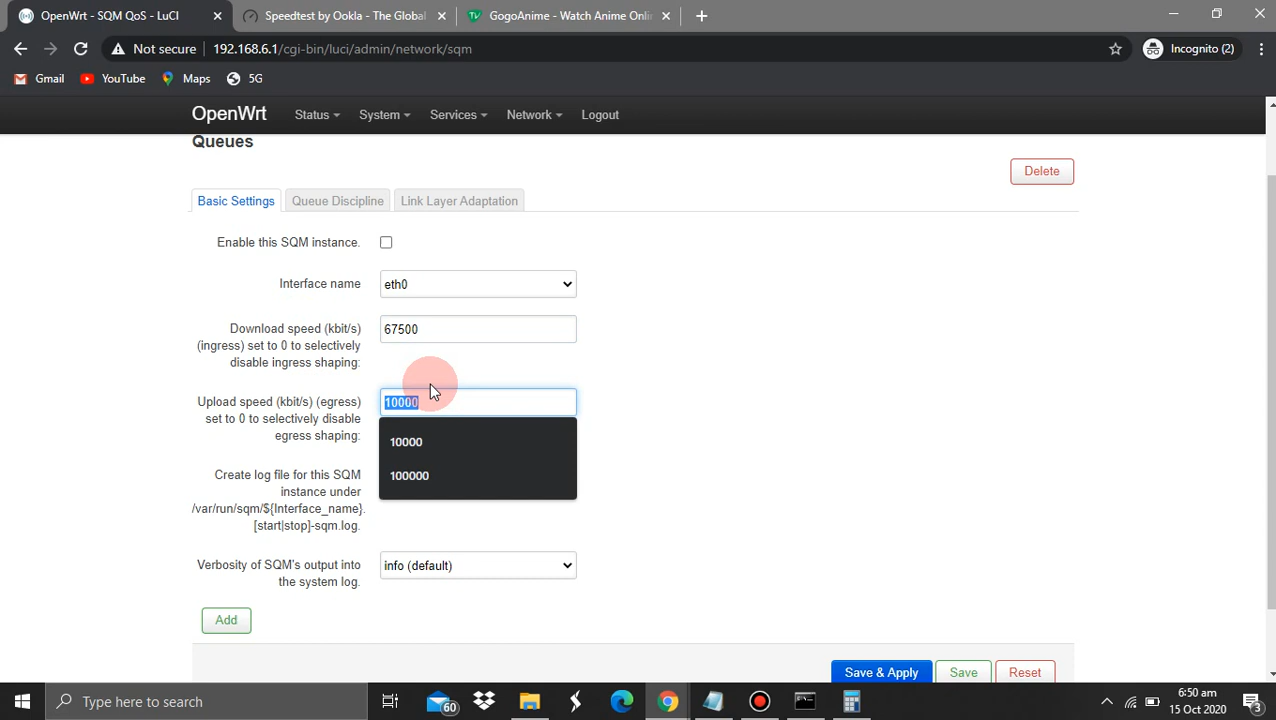 OpenWrt - SQM QoS - LuCI
Speedtest by Ookla - The Global
GogoAnime - Watch Anime Onlin
Not secure
192.168.6.1/cgi-bin/luci/admin/network/sqm
Incognito (2)
Gmail
YouTube
Maps
5G
OpenWrt
Status
System
Services
Network
Logout
Queues
Delete
Basic Settings
Queue Discipline
Link Layer Adaptation
Enable this SQM instance.
Interface name
eth0
Download speed (kbit/s)
(ingress) set to 0 to selectively
disable ingress shaping:
67500
Upload speed (kbit/s) (egress)
set to 0 to selectively disable
egress shaping:
10000
10000
100000
Create log file for this SQM
instance under
/var/run/sqm/${Interface_name}.
[start|stop]-sqm.log.
Verbosity of SQM's output into
the system log.
info (default)
Add
Save & Apply
Save
Reset
Type here to search
60
6:50 am
15 Oct 2020
3